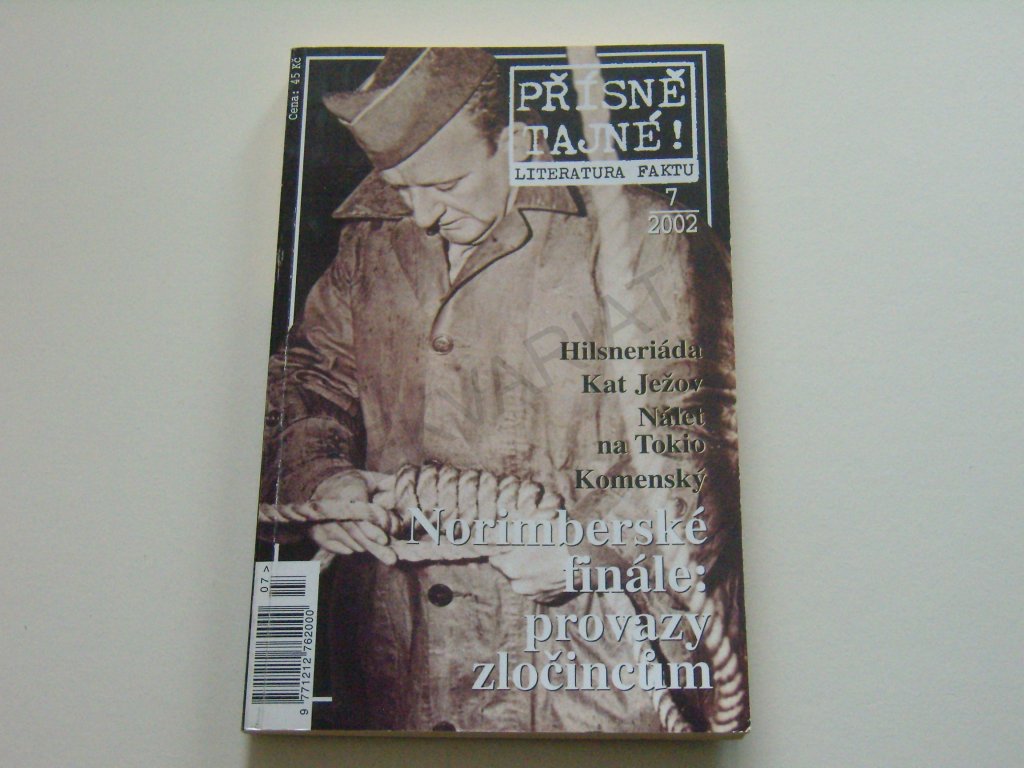 Cena: 45 Kč
PŘÍSNĚ
TAJNÉ!
LITERATURA FAKTU
7
2002
VARIAT
Hilsneriáda
Kat Ježov
Nálet
na Tokio
Komenský
Norimberské
finále:
provazy
zločincům
07 >
9 771212 762000